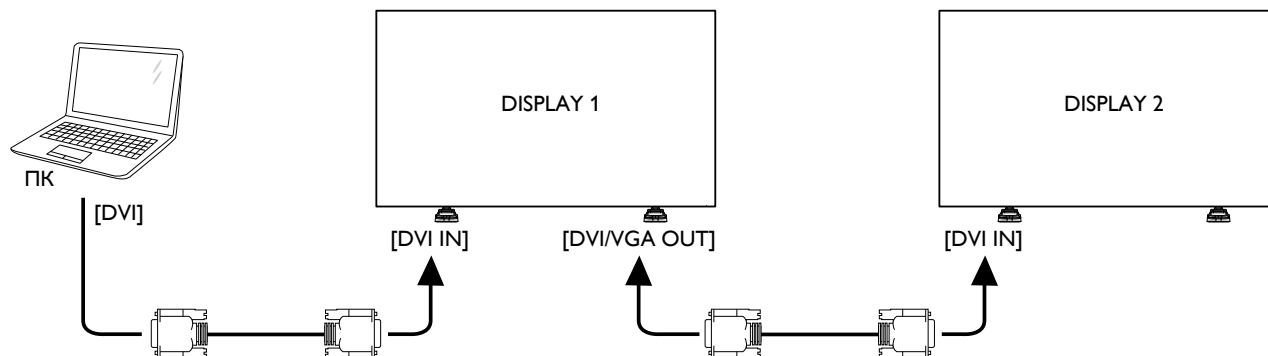 DISPLAY 1
DISPLAY 2
ПК
[DVI]
[DVI IN]
[DVI/VGA OUT]
[DVI IN]